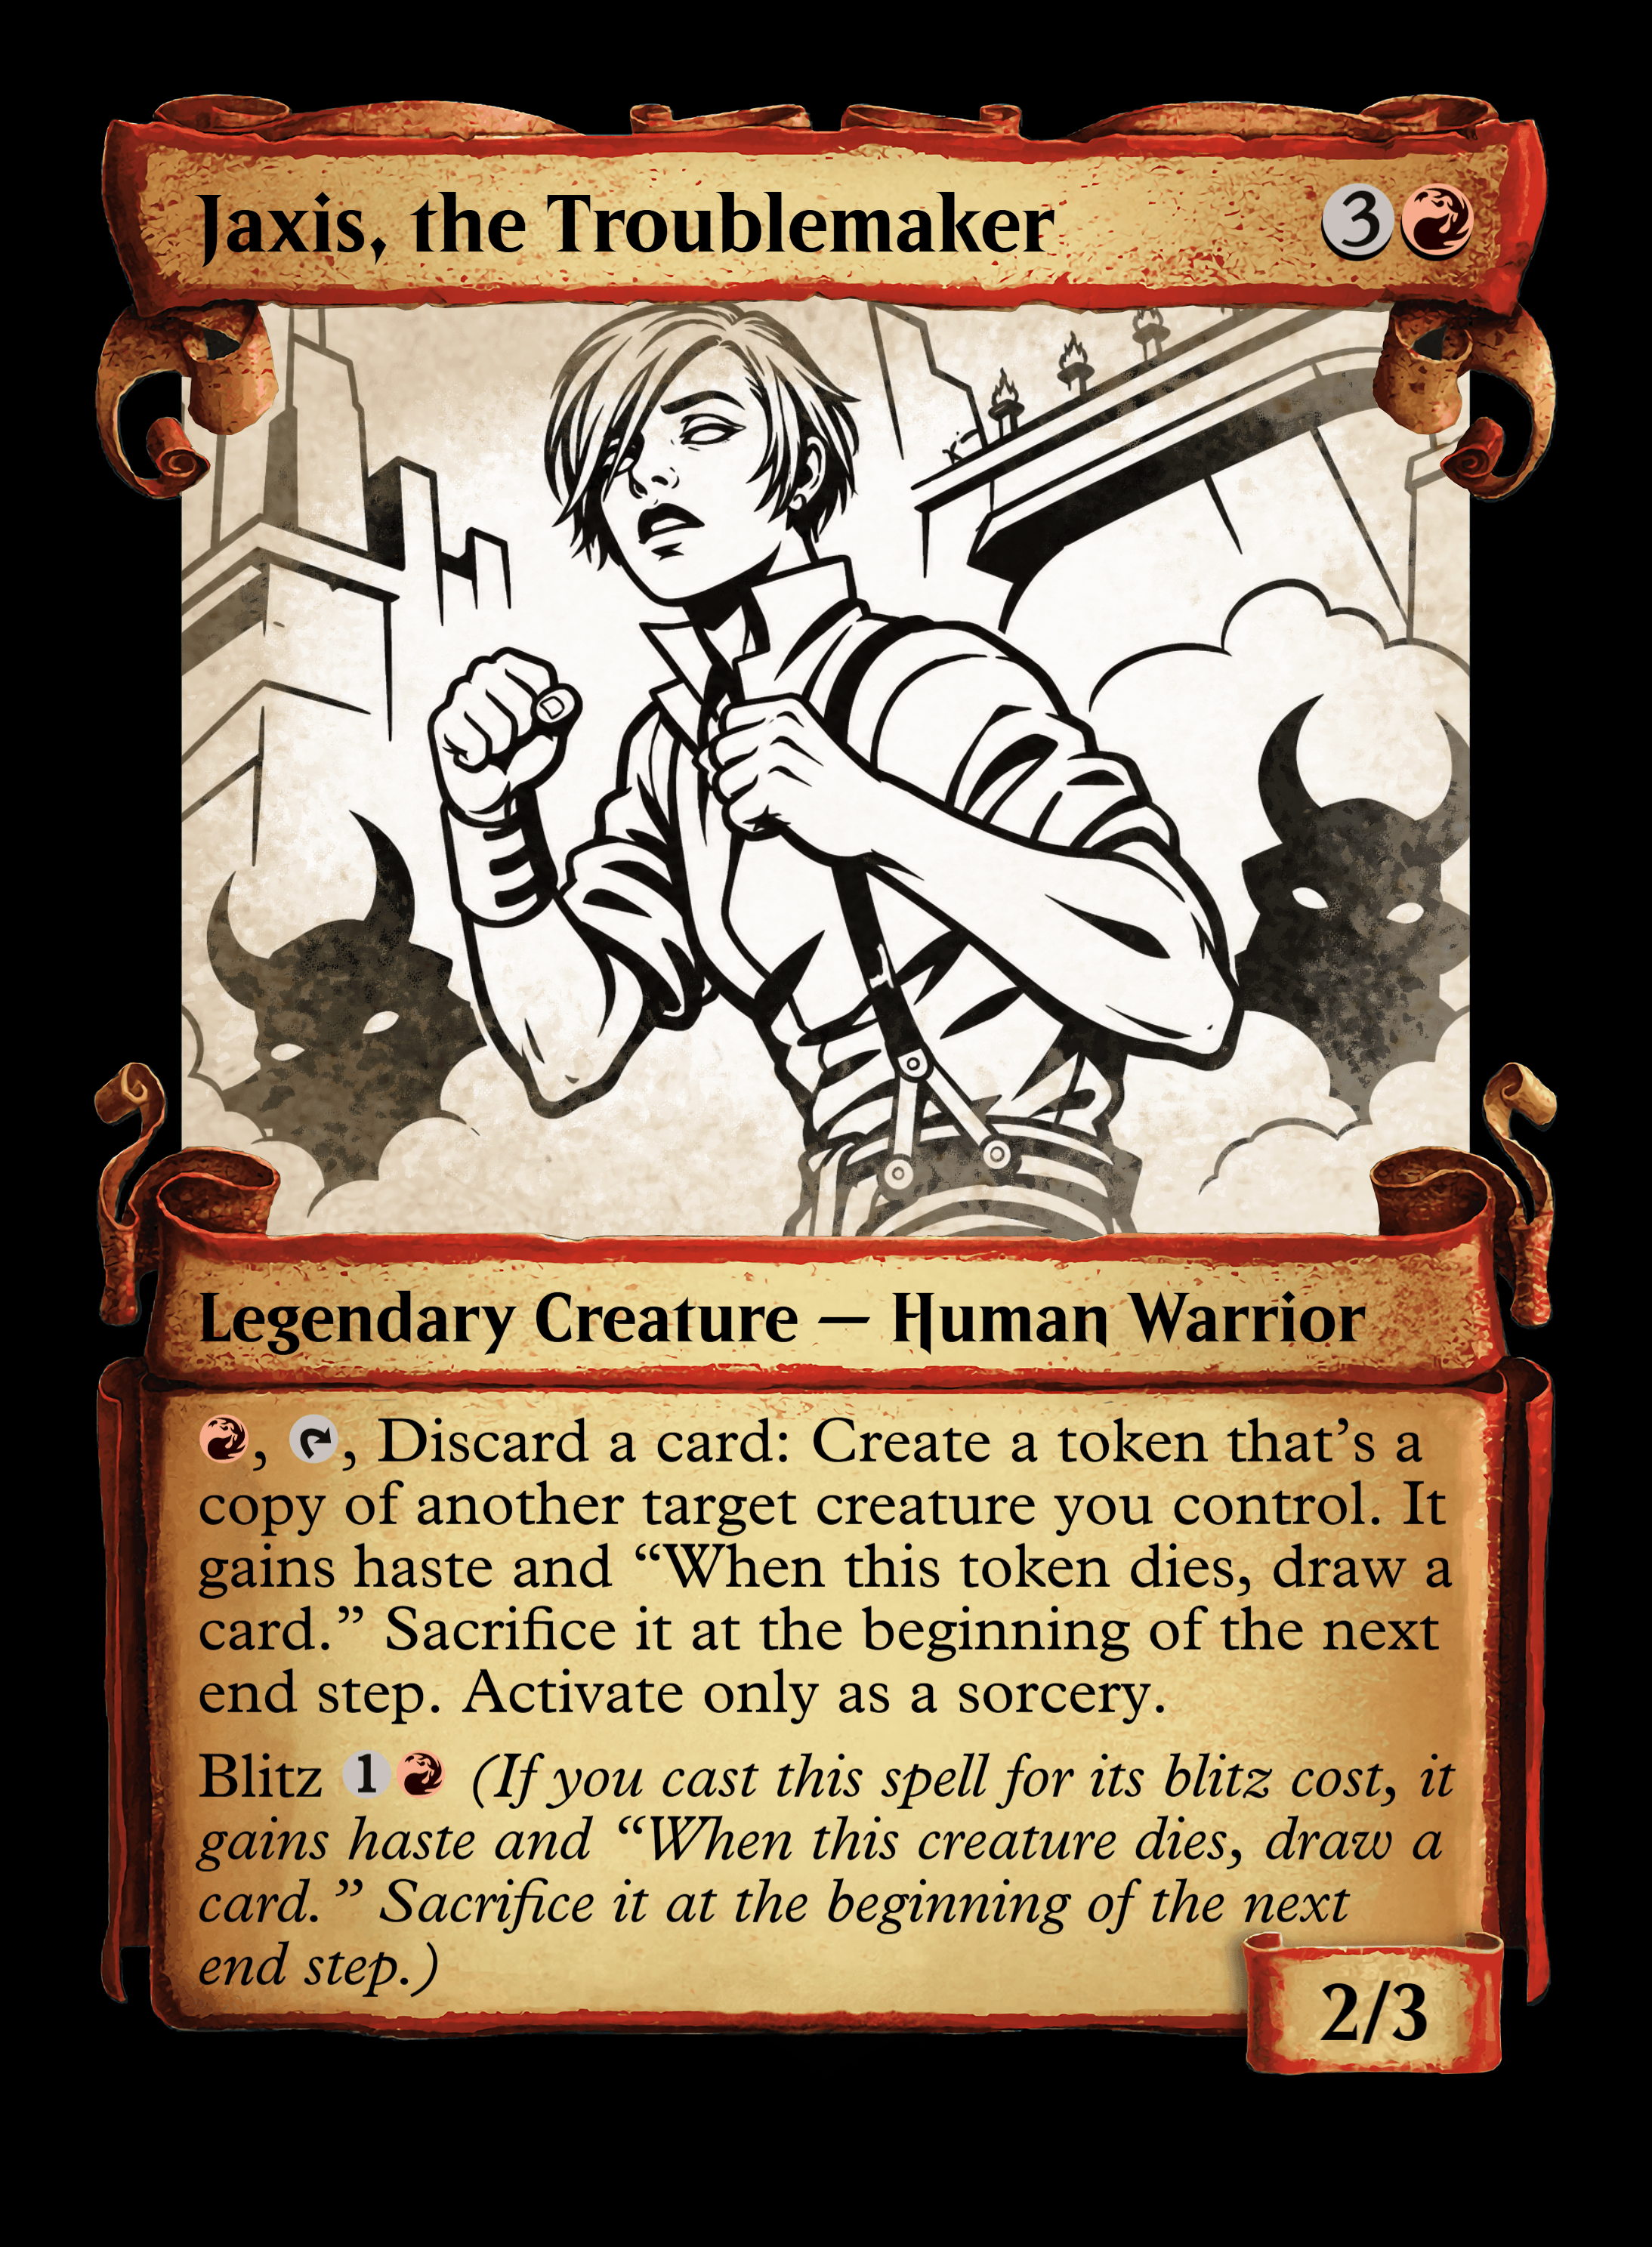 Jaxis, the Troublemaker 3
Legendary Creature — Human Warrior
, , Discard a card: Create a token that’s a
copy of another target creature you control. It
gains haste and “When this token dies, draw a
card.” Sacrifice it at the beginning of the next
end step. Activate only as a sorcery.
Blitz 1 (If you cast this spell for its blitz cost, it
gains haste and “When this creature dies, draw a
card.” Sacrifice it at the beginning of the next
end step.)
2/3